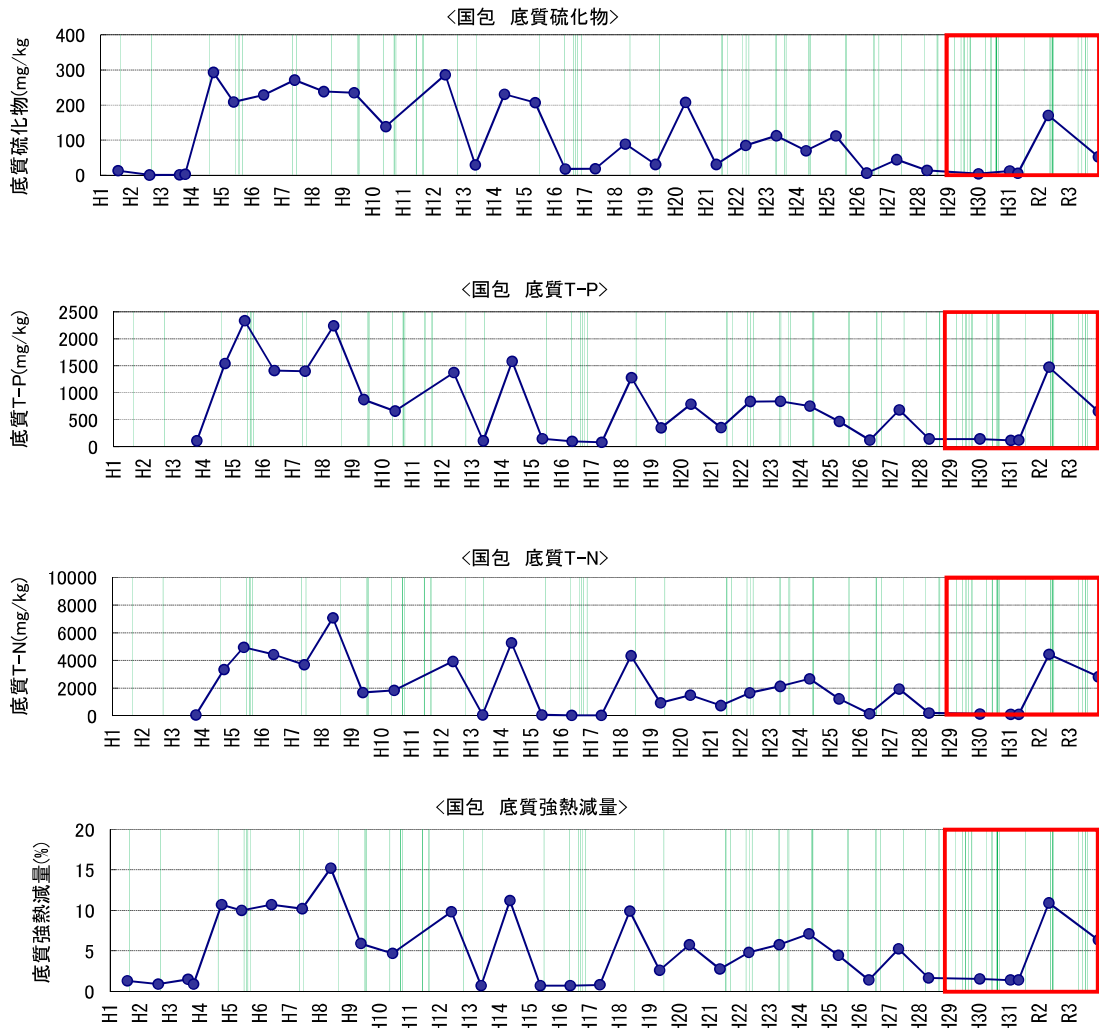 <国包 底質硫化物>
底質硫化物(mg/kg
400
300
200
100
0
H1 H2 H3 H4 H5 H6 H7 H8 H9 H10 H11 H12 H13 H14 H15 H16 H17 H18 H19 H20 H21 H22 H23 H24 H25 H26 H27 H28 H29 H30 H31 R2 R3
<国包 底質T-P>
底質T-P(mg/kg)
2500
2000
1500
1000
500
0
H1 H2 H3 H4 H5 H6 H7 H8 H9 H10 H11 H12 H13 H14 H15 H16 H17 H18 H19 H20 H21 H22 H23 H24 H25 H26 H27 H28 H29 H30 H31 R2 R3
<国包 底質T-N>
底質T-N(mg/kg)
10000
8000
6000
4000
2000
0
H1 H2 H3 H4 H5 H6 H7 H8 H9 H10 H11 H12 H13 H14 H15 H16 H17 H18 H19 H20 H21 H22 H23 H24 H25 H26 H27 H28 H29 H30 H31 R2 R3
<国包 底質強熱減量>
底質強熱減量(%)
20
15
10
5
0
H1 H2 H3 H4 H5 H6 H7 H8 H9 H10 H11 H12 H13 H14 H15 H16 H17 H18 H19 H20 H21 H22 H23 H24 H25 H26 H27 H28 H29 H30 H31 R2 R3